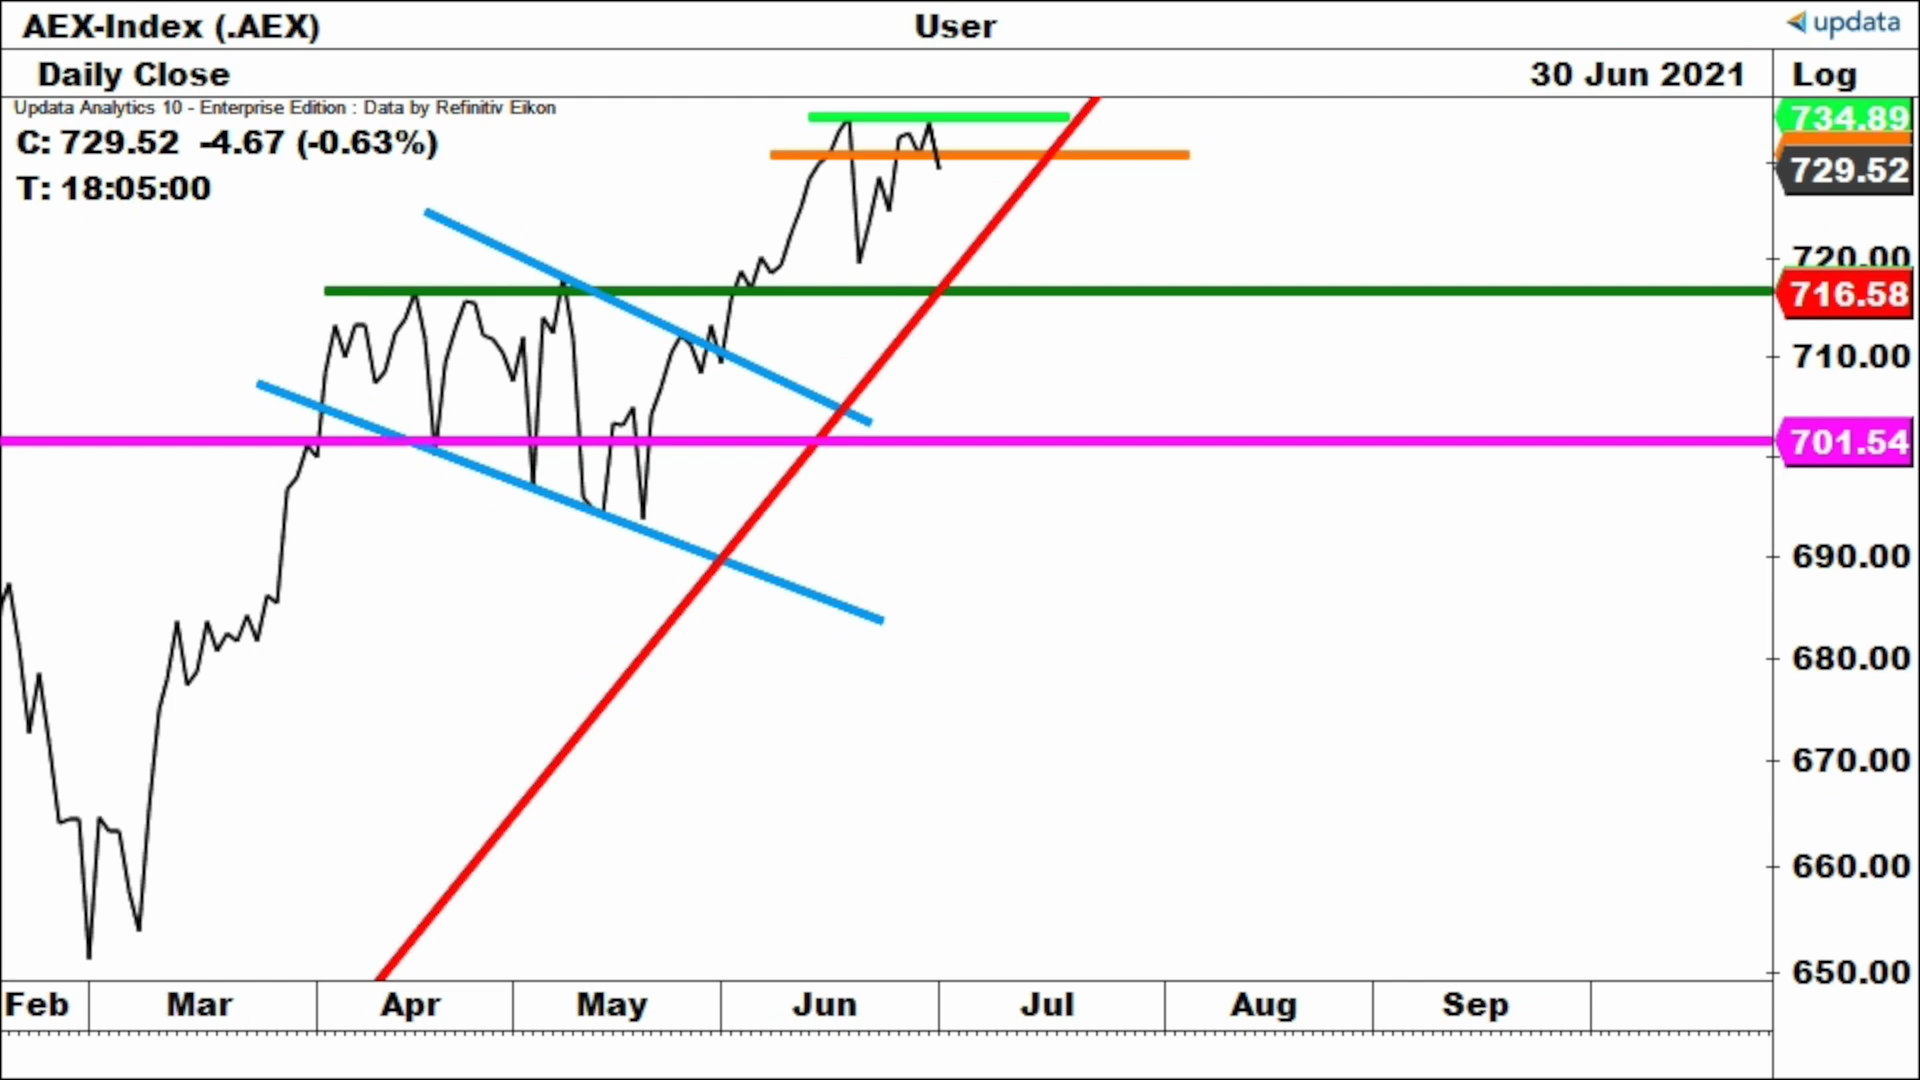 AEX-Index (.AEX) User updata
Daily Close 30 Jun 2021 Log
Updata Analytics 10 - Enterprise Edition : Data by Refinitiv Eikon
C: 729.52 -4.67 (-0.63%)
T: 18:05:00
734.89
729.52
720.00
716.58
710.00
701.54
690.00
680.00
670.00
660.00
650.00
Feb Mar Apr May Jun Jul Aug Sep